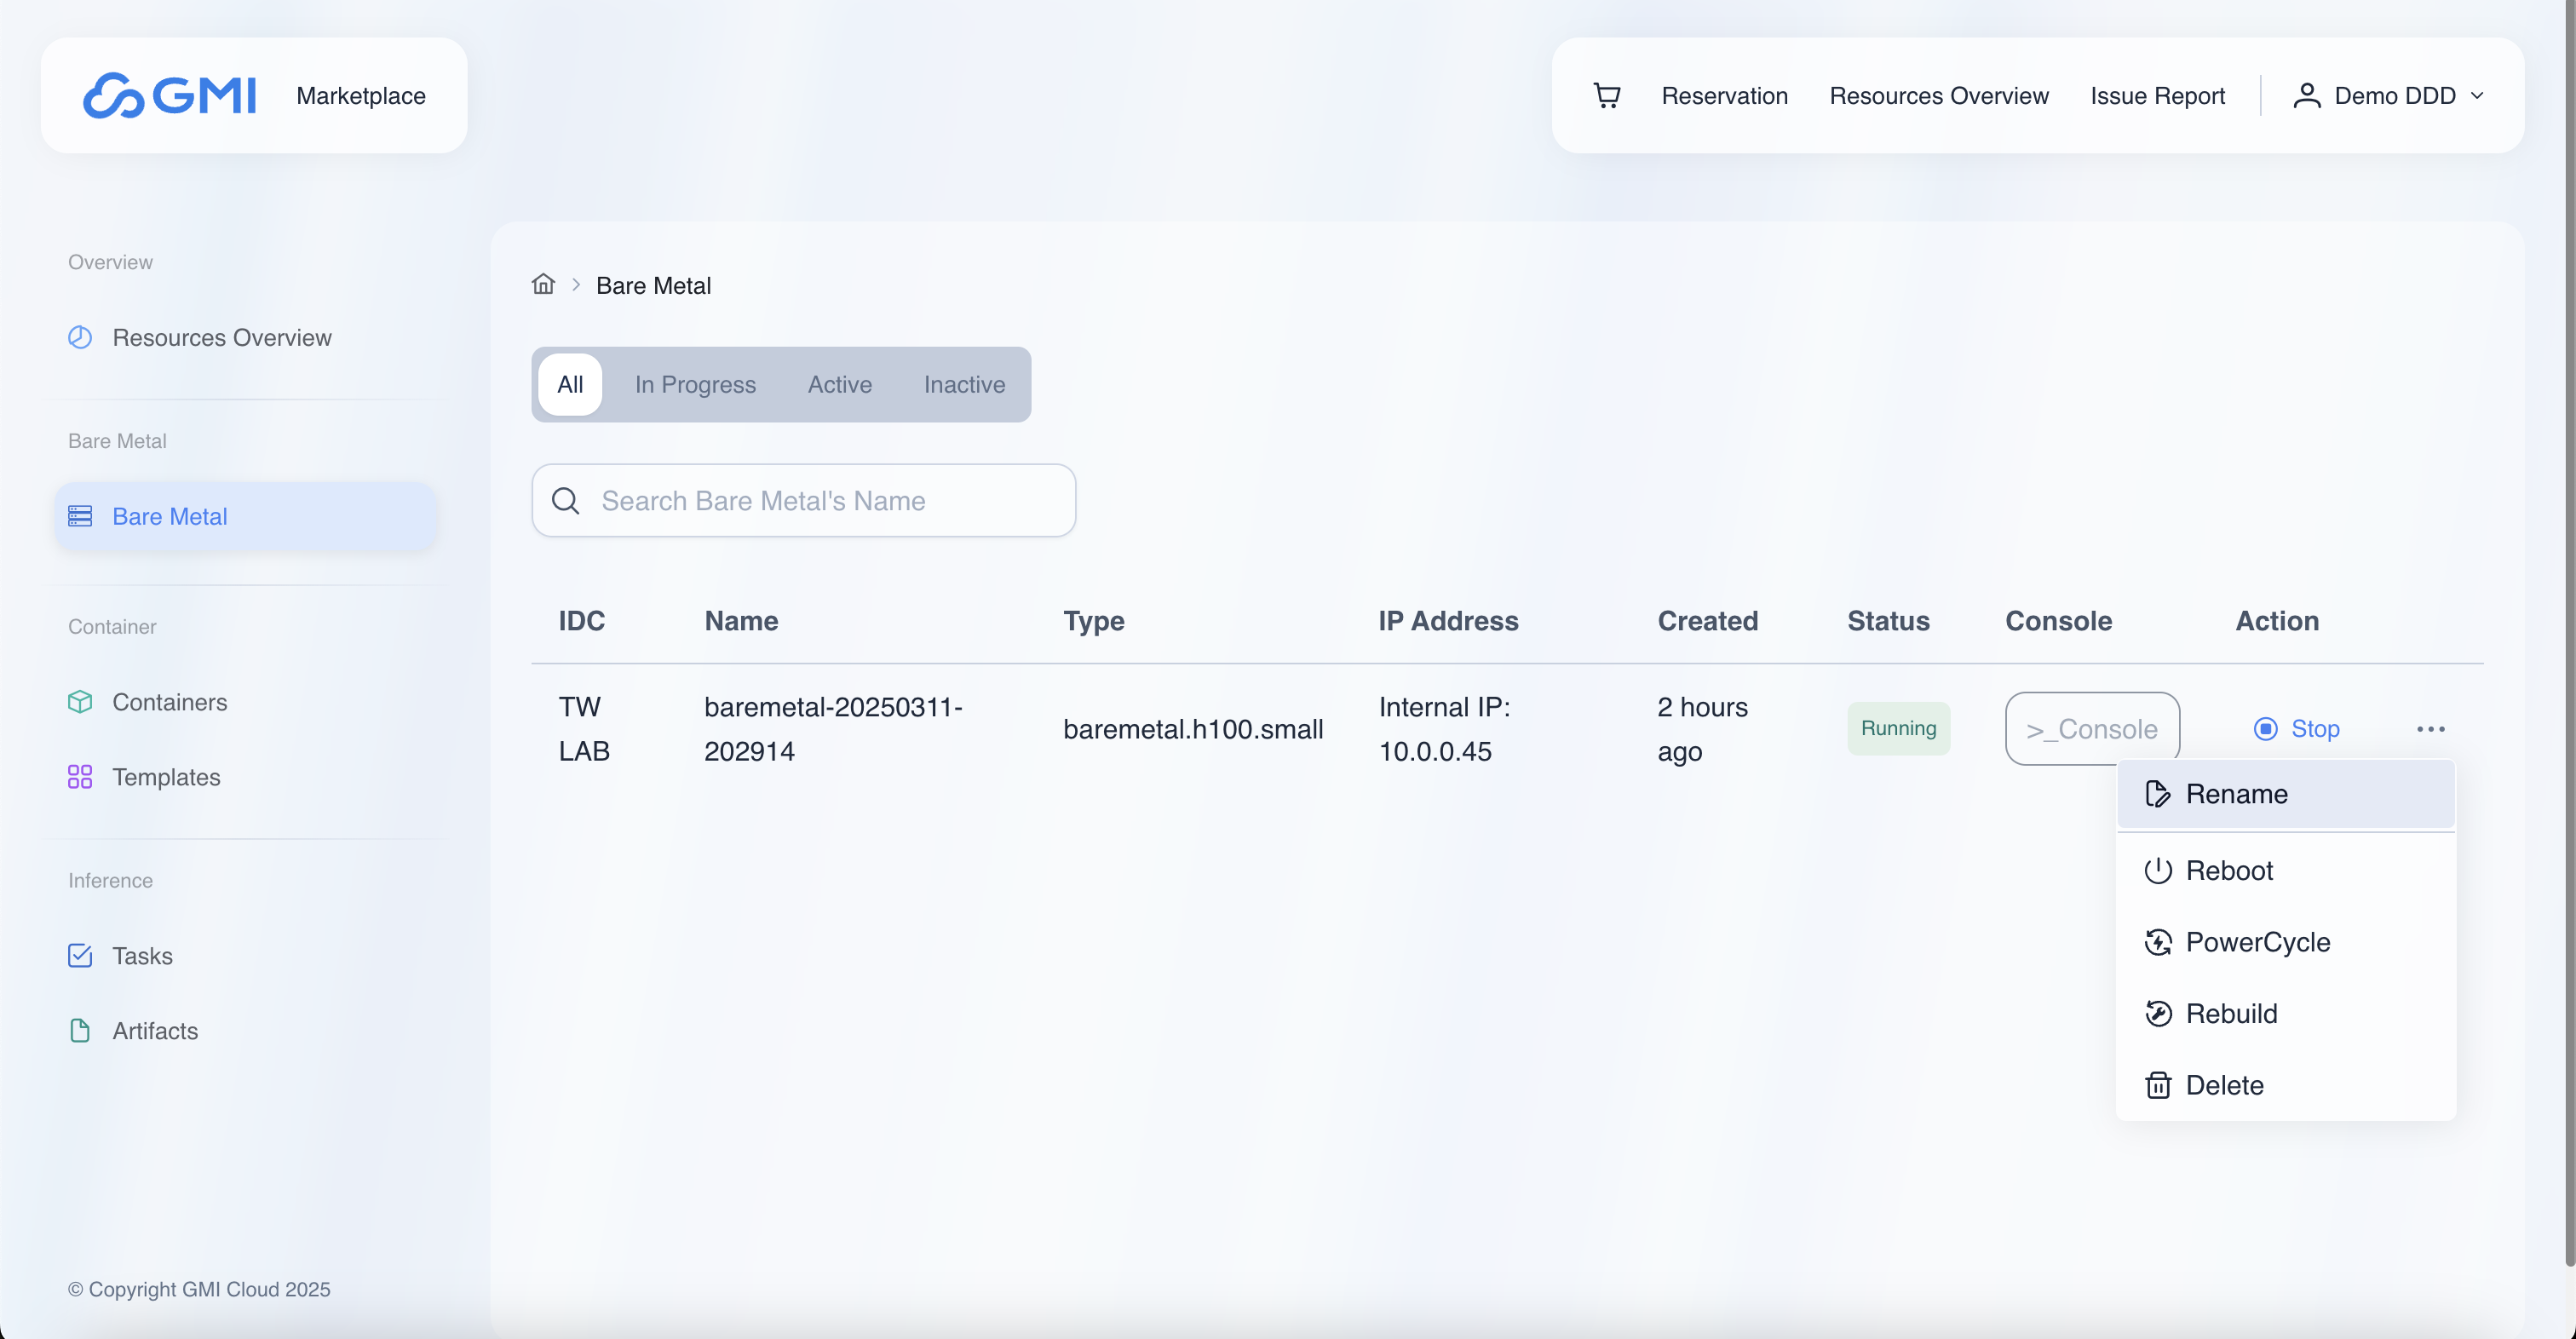 GMI
Marketplace
Reservation
Resources Overview
Issue Report
Demo DDD
Overview
Resources Overview
Bare Metal
Bare Metal
Container
Containers
Templates
Inference
Tasks
Artifacts
© Copyright GMI Cloud 2025
Bare Metal
All
In Progress
Active
Inactive
Search Bare Metal's Name
IDC
Name
Type
IP Address
Created
Status
Console
Action
TW
LAB
baremetal-20250311-
202914
baremetal.h100.small
Internal IP:
10.0.0.45
2 hours
ago
Running
>_Console
Stop
Rename
Reboot
PowerCycle
Rebuild
Delete